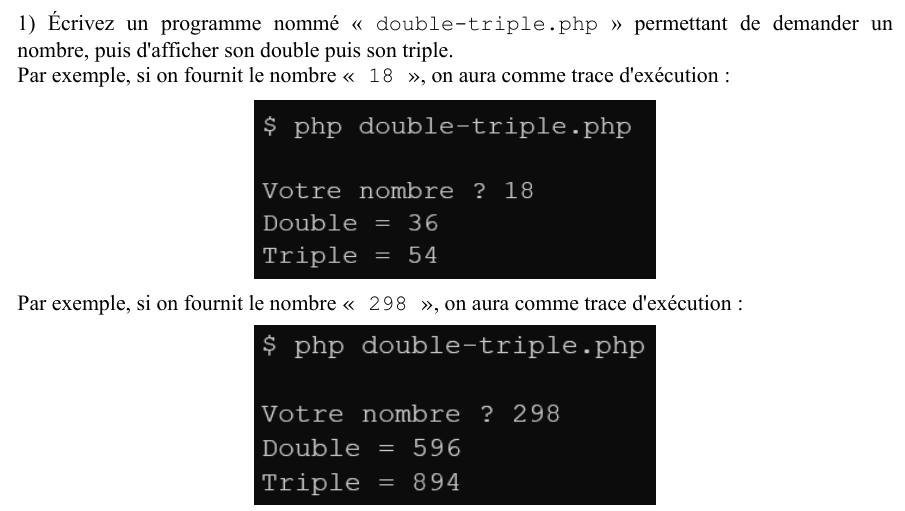 1) Écrivez un programme nommé « double-triple.php » permettant de demander un
nombre, puis d'afficher son double puis son triple.
Par exemple, si on fournit le nombre « 18 », on aura comme trace d'exécution :
$ php double-triple.php
Votre nombre ? 18
Double = 36
Triple = 54
Par exemple, si on fournit le nombre « 298 », on aura comme trace d'exécution :
$ php double-triple.php
Votre nombre ? 298
Double = 596
Triple = 894